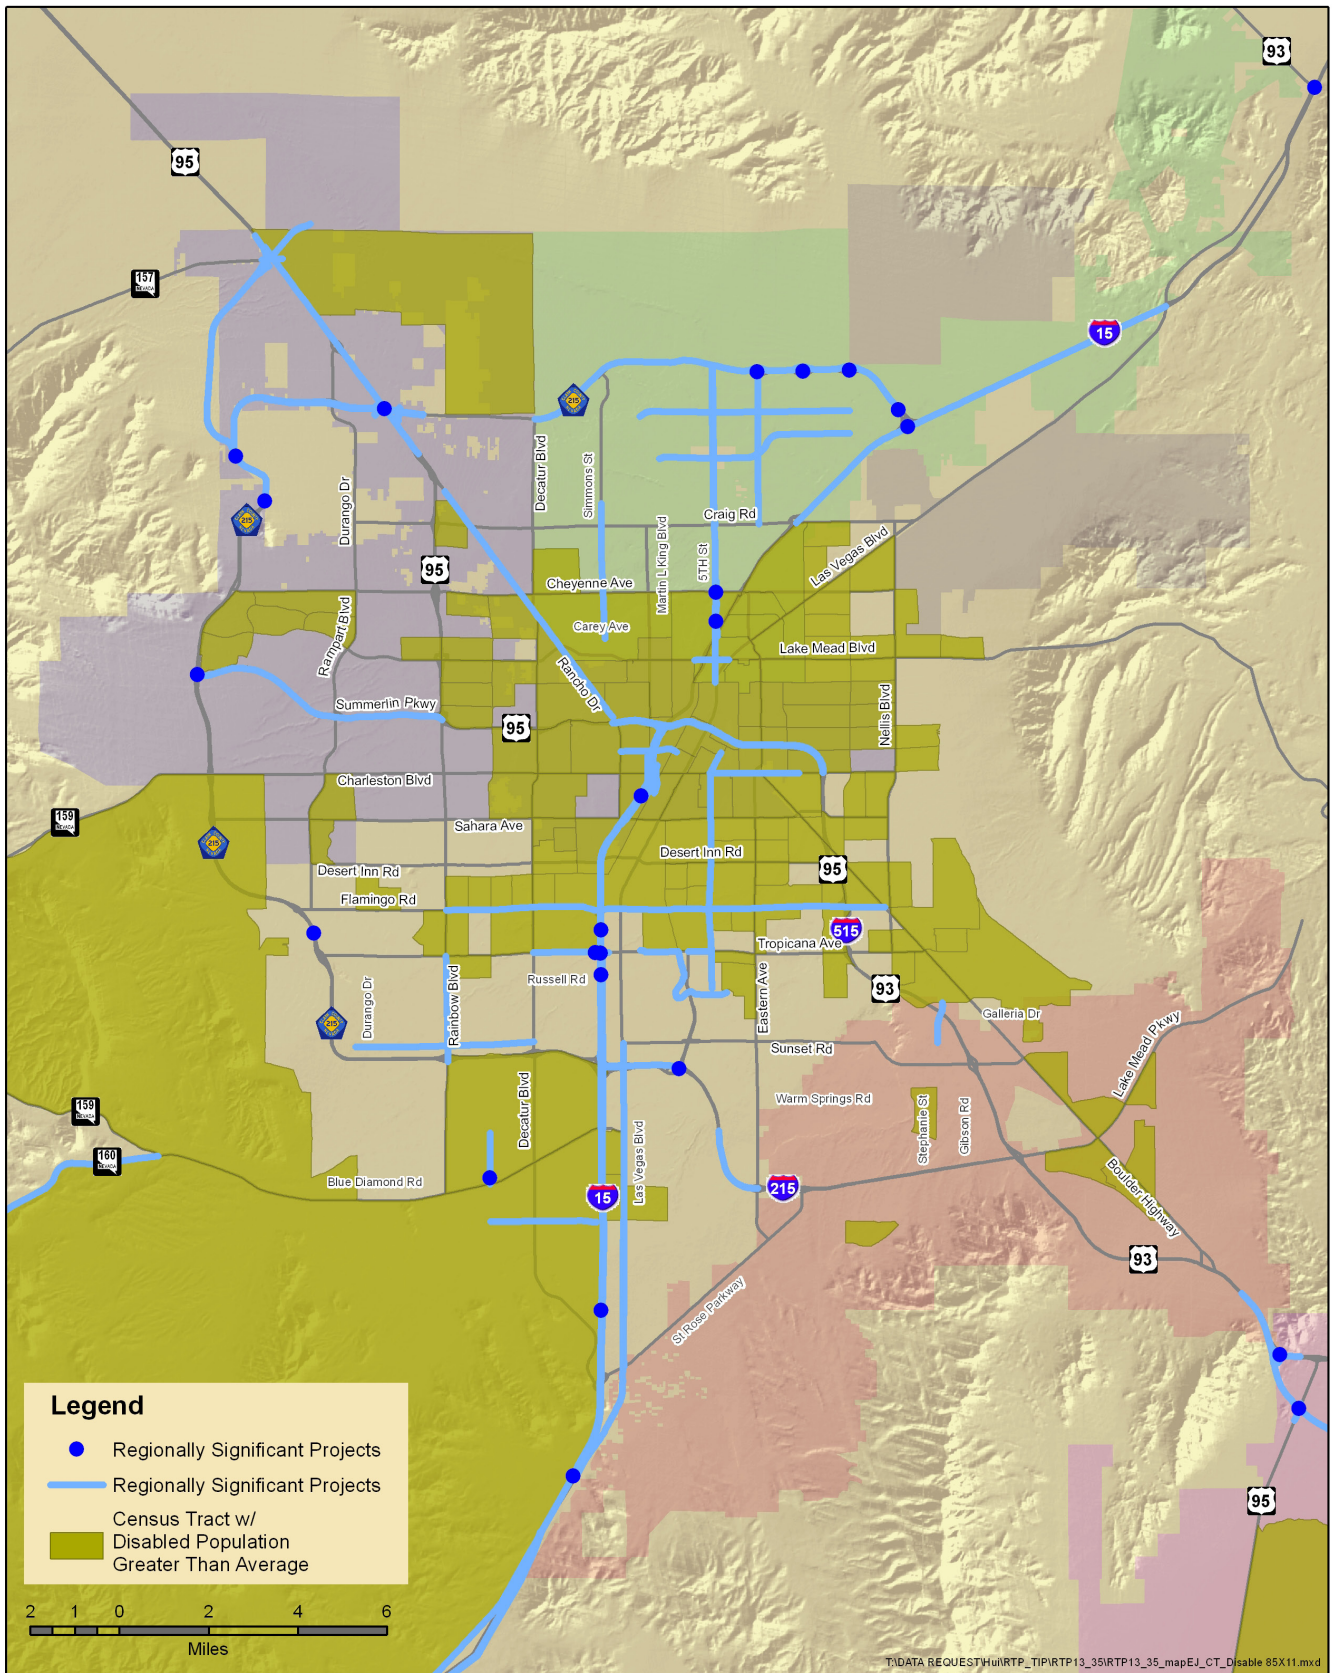 93
95
157
NEVADA
15
215
Decatur Blvd
Simmons St
215
Durango Dr
Craig Rd
Martin L King Blvd
5TH St
Las Vegas Blvd
95
Cheyenne Ave
Rampart Blvd
Carey Ave
Lake Mead Blvd
Rancho Dr
Summerlin Pkwy
95
Nellis Blvd
Charleston Blvd
159
NEVADA
Sahara Ave
215
Desert Inn Rd
Desert Inn Rd
95
Flamingo Rd
515
Tropicana Ave
Russell Rd
93
Durango Dr
Rainbow Blvd
Eastern Ave
215
Galleria Dr
Lake Mead Pkwy
Sunset Rd
Decatur Blvd
Warm Springs Rd
Stephanie St
Gibson Rd
159
NEVADA
160
NEVADA
Las Vegas Blvd
Blue Diamond Rd
15
215
Boulder Highway
93
St Rose Parkway
95
Legend
Regionally Significant Projects
Regionally Significant Projects
Census Tract w/
Disabled Population
Greater Than Average
2 1 0 2 4 6
Miles
T:\DATA REQUEST\Hui\RTP_TIP\RTP13_35\RTP13_35_mapEJ_CT_Disable 85X11.mxd